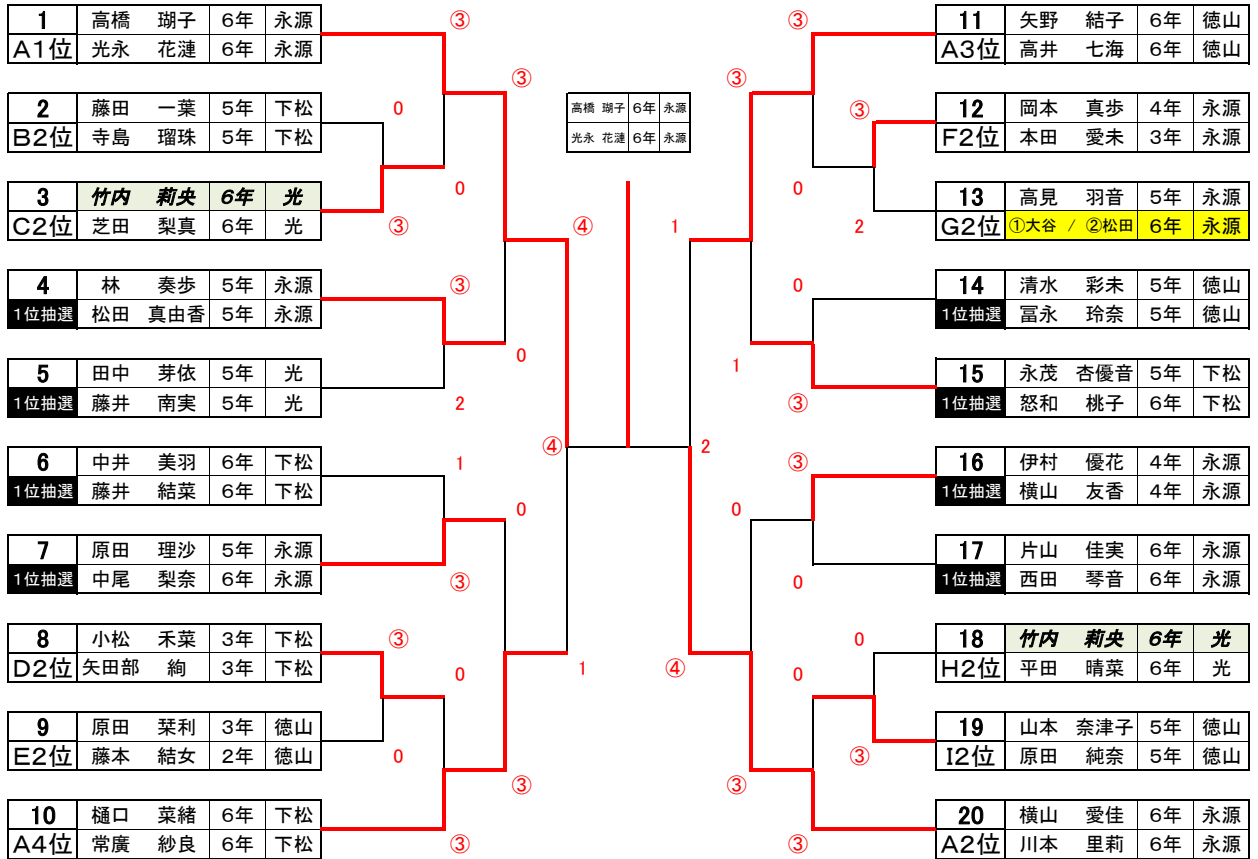 1 高橋 瑚子 6年 永源
A1位 光永 花漣 6年 永源
2 藤田 一葉 5年 下松
B2位 寺島 瑠珠 5年 下松
3 竹内 莉央 6年 光
C2位 芝田 梨真 6年 光
4 林 奏歩 5年 永源
1位抽選 松田 真由香 5年 永源
5 田中 芽依 5年 光
1位抽選 藤井 南実 5年 光
6 中井 美羽 6年 下松
1位抽選 藤井 結菜 6年 下松
7 原田 理沙 5年 永源
1位抽選 中尾 梨奈 6年 永源
8 小松 禾菜 3年 下松
D2位 矢田部 絢 3年 下松
9 原田 栞利 3年 徳山
E2位 藤本 結女 2年 徳山
10 樋口 菜緒 6年 下松
A4位 常廣 紗良 6年 下松
③
0
③
③
2
1
③
③
0
③
③
0
0
③
0
0
0
③
④
1
④
高橋 瑚子 6年 永源
光永 花漣 6年 永源
2
1
④
③
1
0
③
③
0
0
③
③
0
0
③
③
2
0
③
11 矢野 結子 6年 徳山
A3位 高井 七海 6年 徳山
12 岡本 真歩 4年 永源
F2位 本田 愛未 3年 永源
13 高見 羽音 5年 永源
G2位 ①大谷 / ②松田 6年 永源
14 清水 彩未 5年 徳山
1位抽選 冨永 玲奈 5年 徳山
15 永茂 杏優音 5年 下松
1位抽選 怒和 桃子 6年 下松
16 伊村 優花 4年 永源
1位抽選 横山 友香 4年 永源
17 片山 佳実 6年 永源
1位抽選 西田 琴音 6年 永源
18 竹内 莉央 6年 光
H2位 平田 晴菜 6年 光
19 山本 奈津子 5年 徳山
I2位 原田 純奈 5年 徳山
20 横山 愛佳 6年 永源
A2位 川本 里莉 6年 永源